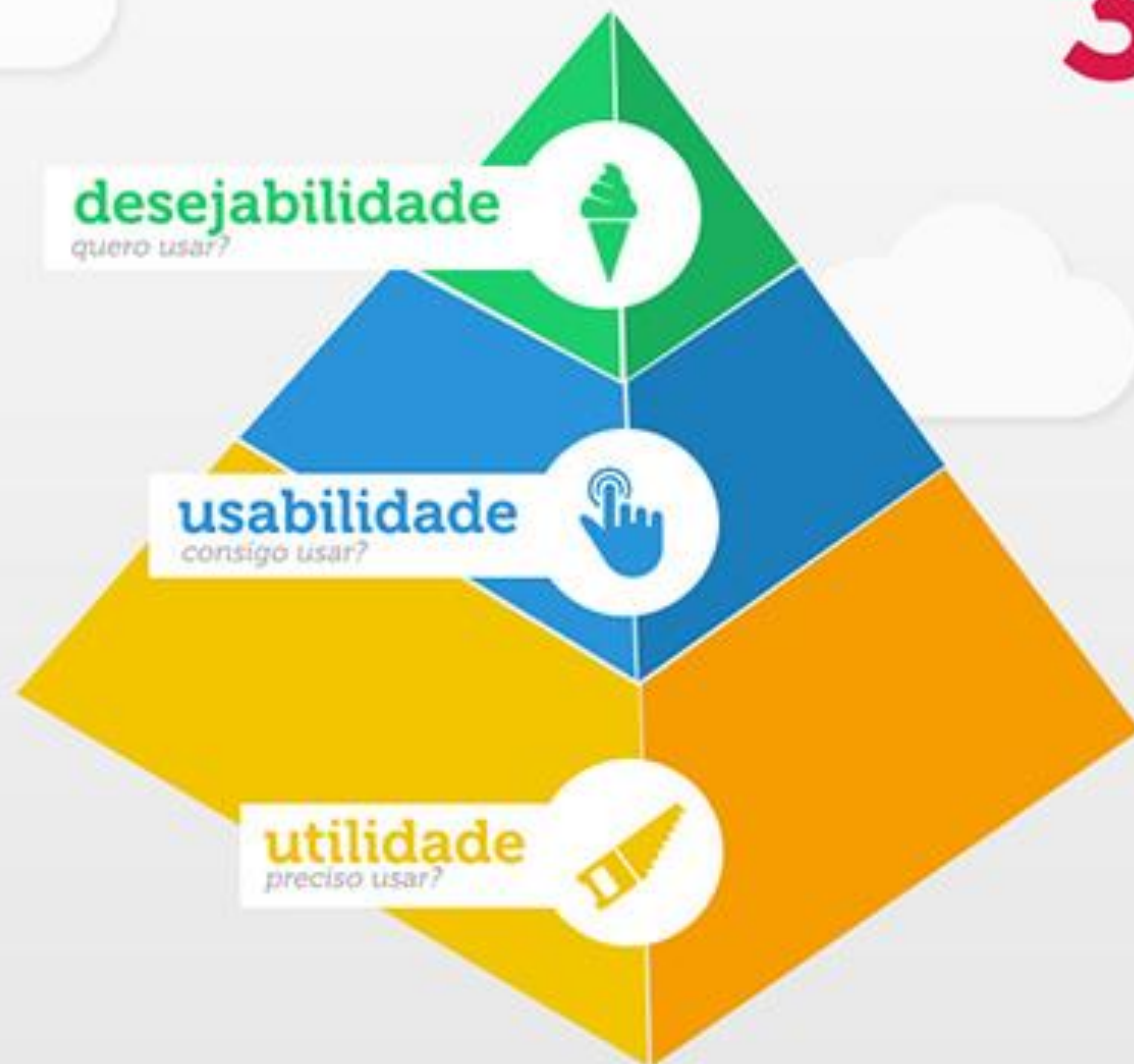 desejabilidade
quero usar?
usabilidade
consigo usar?
utilidade
preciso usar?